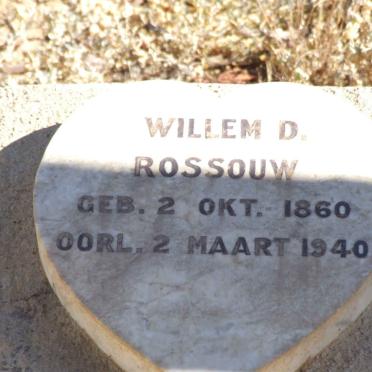 WILLEM D.
ROSSOUW
GEB. 2 OKT. 1860
OORL. 2 MAART 1940